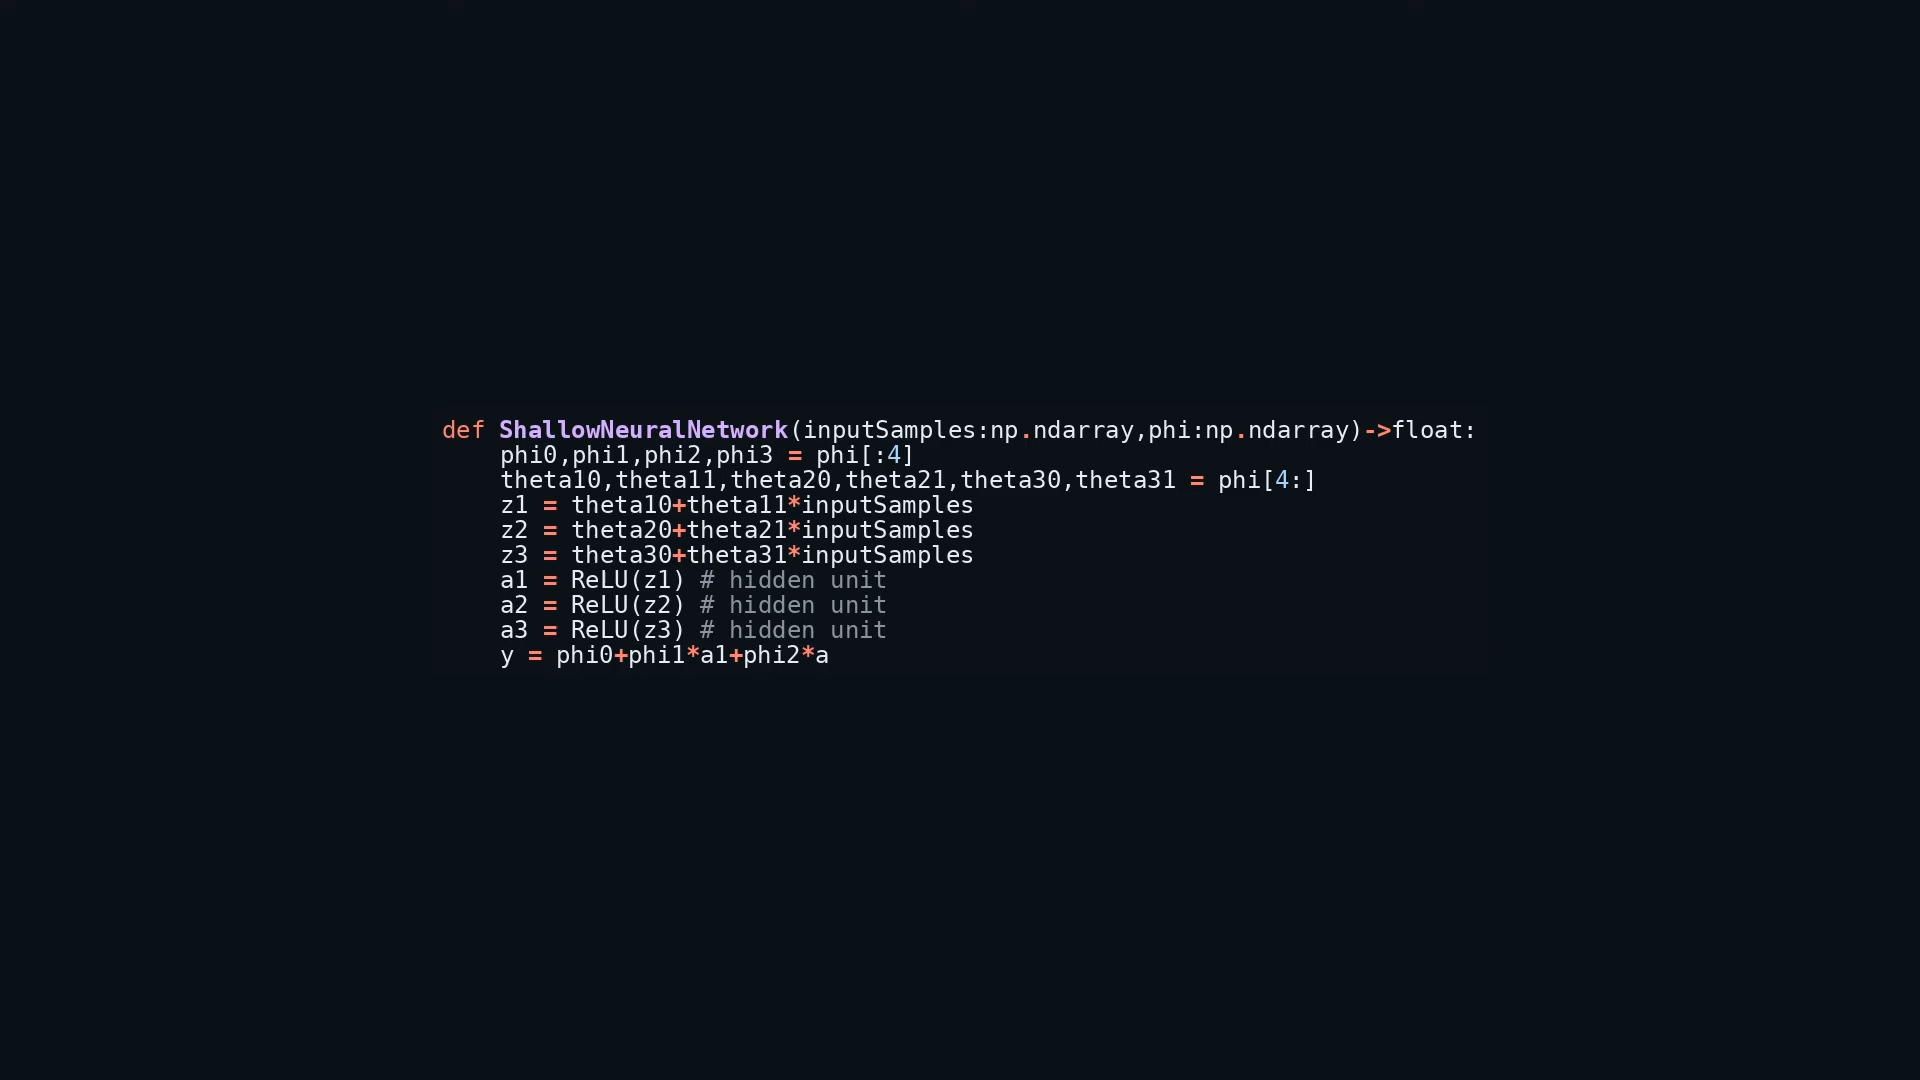 def ShallowNeuralNetwork(inputSamples:np.ndarray,phi:np.ndarray)->float:
    phi0,phi1,phi2,phi3 = phi[:4]
    theta10,theta11,theta20,theta21,theta30,theta31 = phi[4:]
    z1 = theta10+theta11*inputSamples
    z2 = theta20+theta21*inputSamples
    z3 = theta30+theta31*inputSamples
    a1 = ReLU(z1) # hidden unit
    a2 = ReLU(z2) # hidden unit
    a3 = ReLU(z3) # hidden unit
    y = phi0+phi1*a1+phi2*a